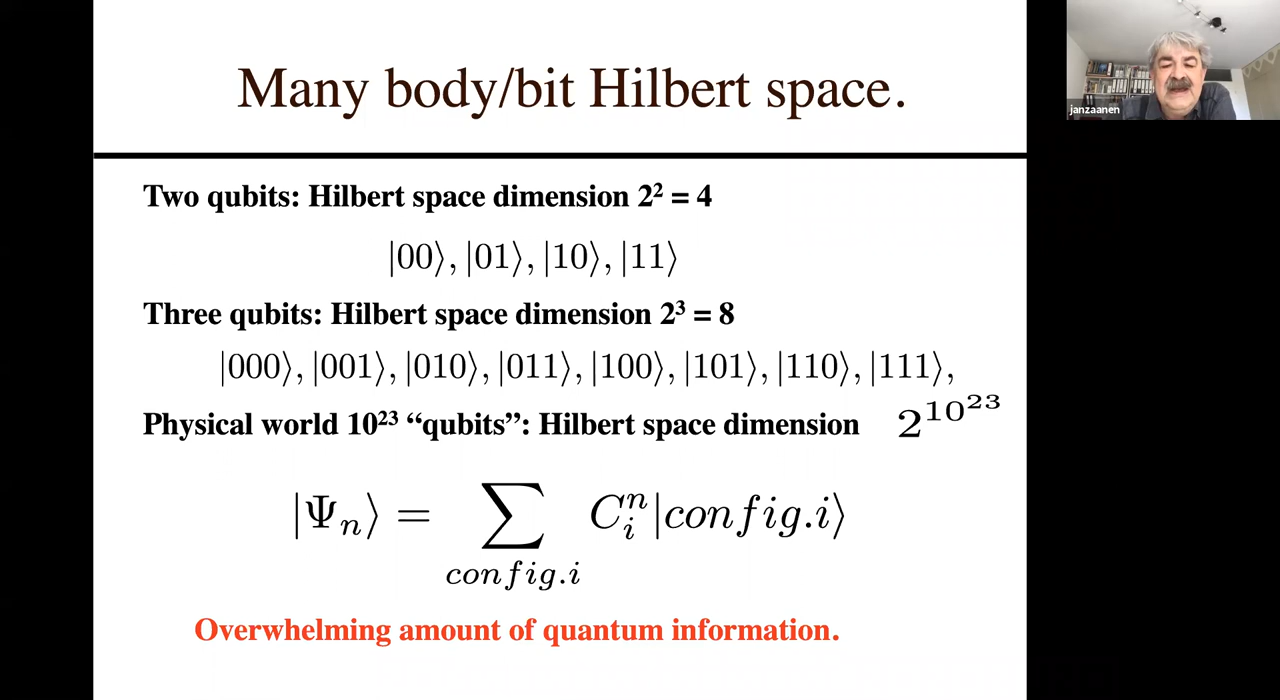 Many body/bit Hilbert space.
janzaanen
Two qubits: Hilbert space dimension 2² = 4
|00⟩, |01⟩, |10⟩, |11⟩
Three qubits: Hilbert space dimension 2³ = 8
|000⟩, |001⟩, |010⟩, |011⟩, |100⟩, |101⟩, |110⟩, |111⟩,
Physical world 10²³ “qubits”: Hilbert space dimension 2^{10^{23}}
|Ψ_n⟩ = ∑_{config.i} C_i^n |config.i⟩
Overwhelming amount of quantum information.